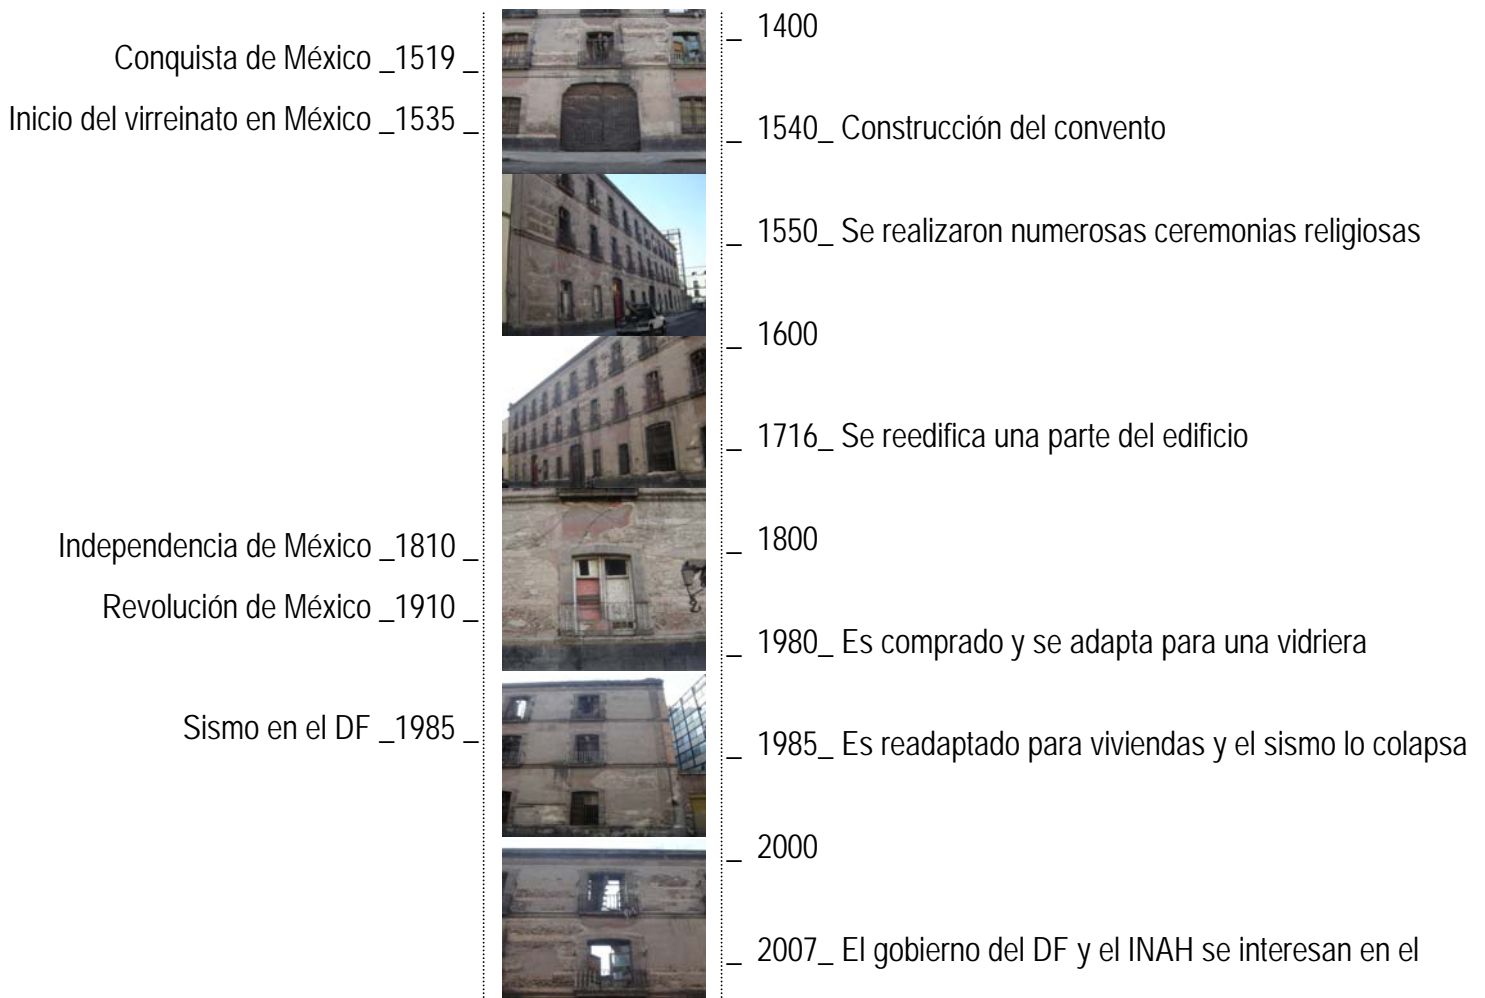 Conquista de México _1519 _
Inicio del virreinato en México _1535 _
Independencia de México _1810 _
Revolución de México _1910 _
Sismo en el DF _1985 _
_ 1400
_ 1540_ Construcción del convento
_ 1550_ Se realizaron numerosas ceremonias religiosas
_ 1600
_ 1716_ Se reedifica una parte del edificio
_ 1800
_ 1980_ Es comprado y se adapta para una vidriera
_ 1985_ Es readaptado para viviendas y el sismo lo colapsa
_ 2000
_ 2007_ El gobierno del DF y el INAH se interesan en el